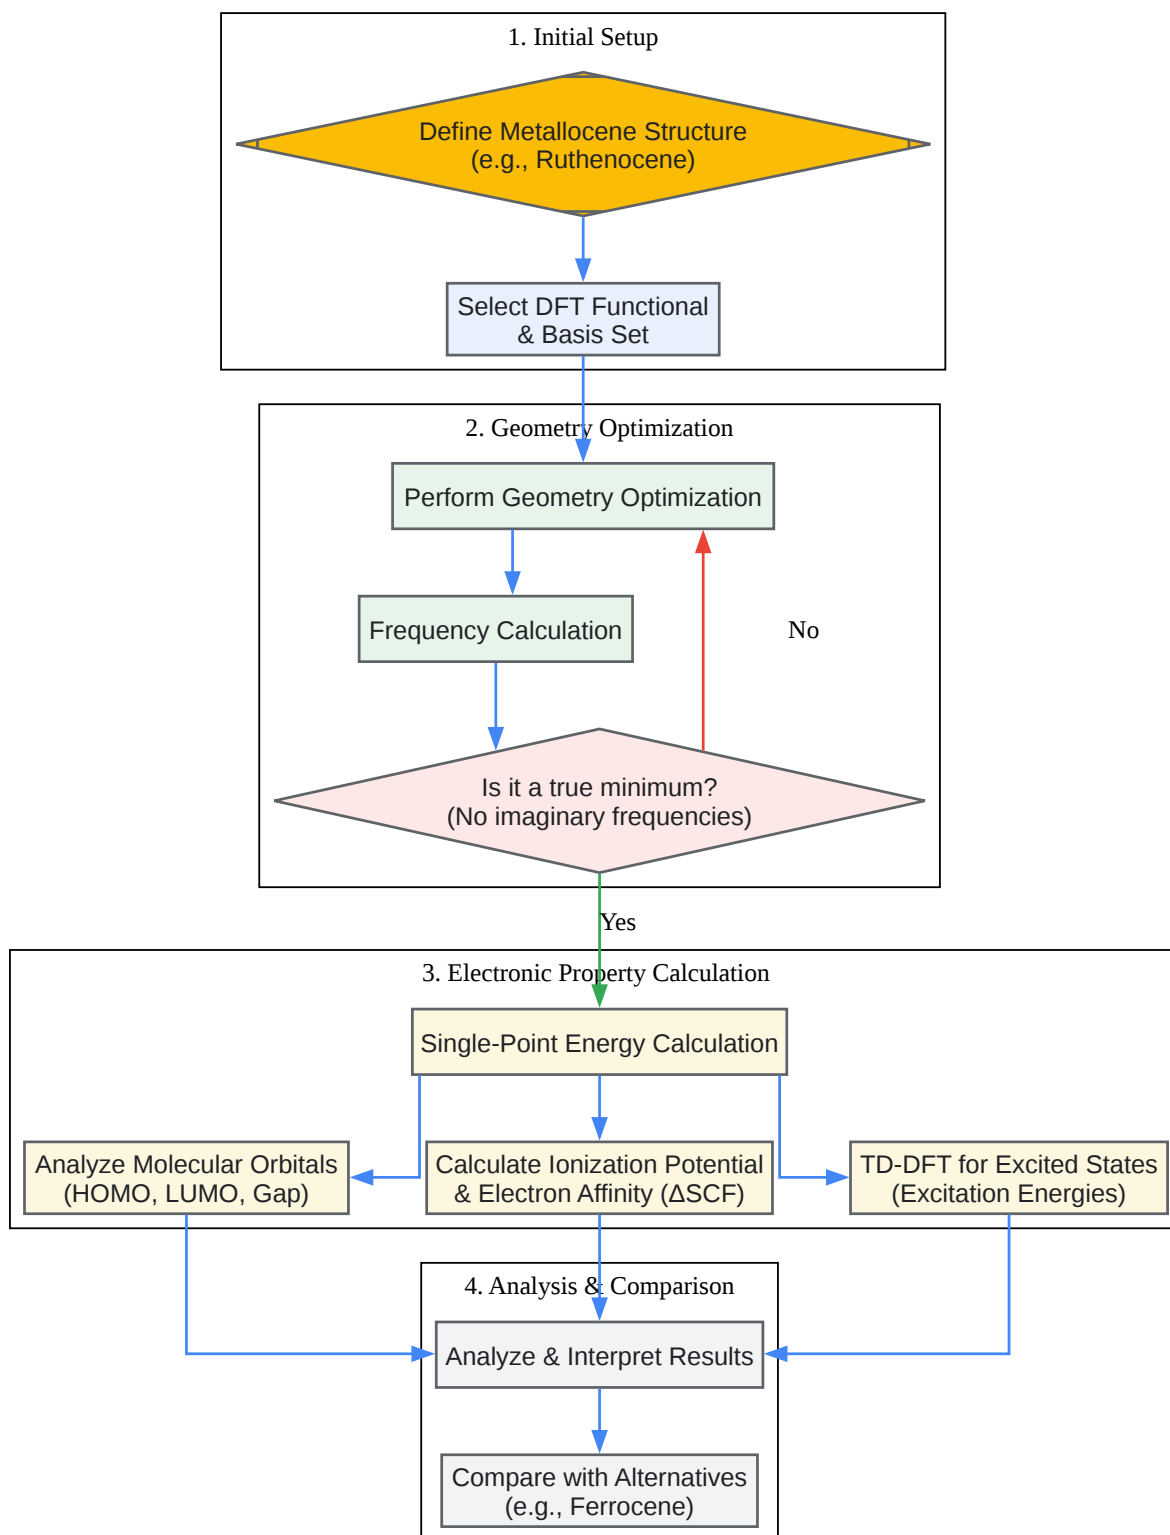 1. Initial Setup
Define Metallocene Structure
(e.g., Ruthenocene)
Select DFT Functional
& Basis Set
2. Geometry Optimization
Perform Geometry Optimization
Frequency Calculation
No
Is it a true minimum?
(No imaginary frequencies)
Yes
3. Electronic Property Calculation
Single-Point Energy Calculation
Analyze Molecular Orbitals
(HOMO, LUMO, Gap)
Calculate Ionization Potential
& Electron Affinity (ΔSCF)
TD-DFT for Excited States
(Excitation Energies)
4. Analysis & Comparison
Analyze & Interpret Results
Compare with Alternatives
(e.g., Ferrocene)